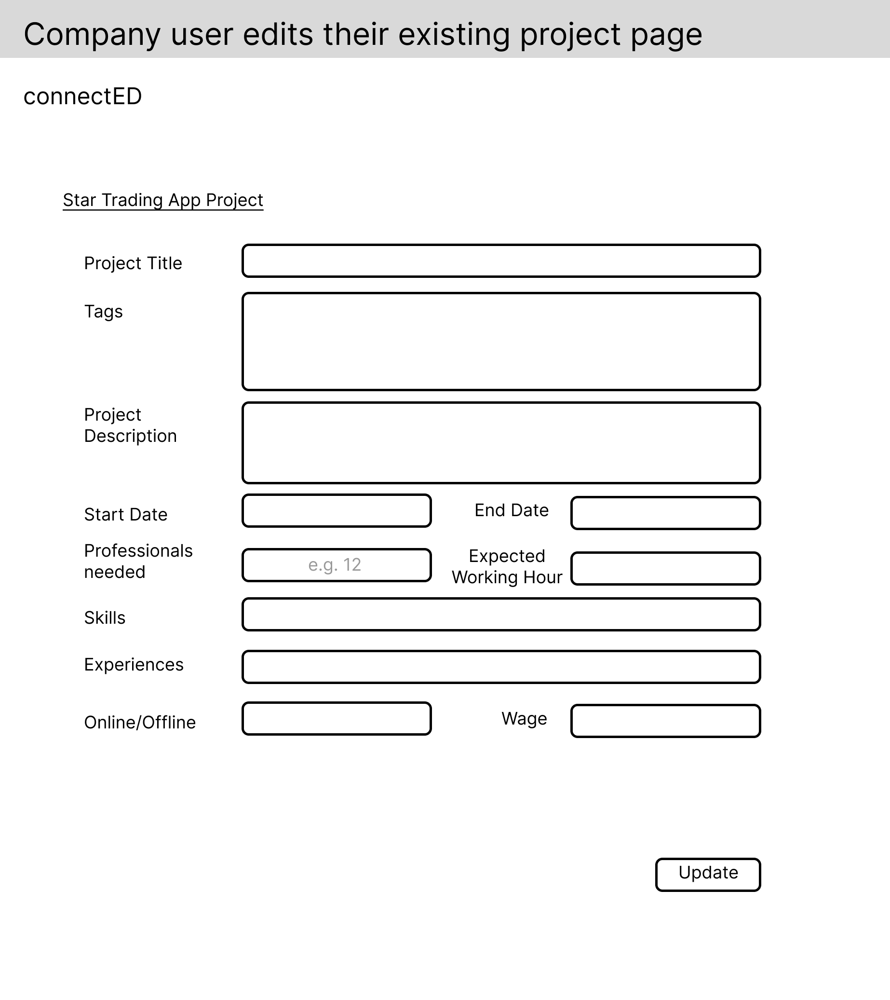 Company user edits their existing project page
connectED
Star Trading App Project
Project Title
Tags
Project
Description
Start Date
End Date
Professionals
needed
e.g. 12
Expected
Working Hour
Skills
Experiences
Online/Offline
Wage
Update